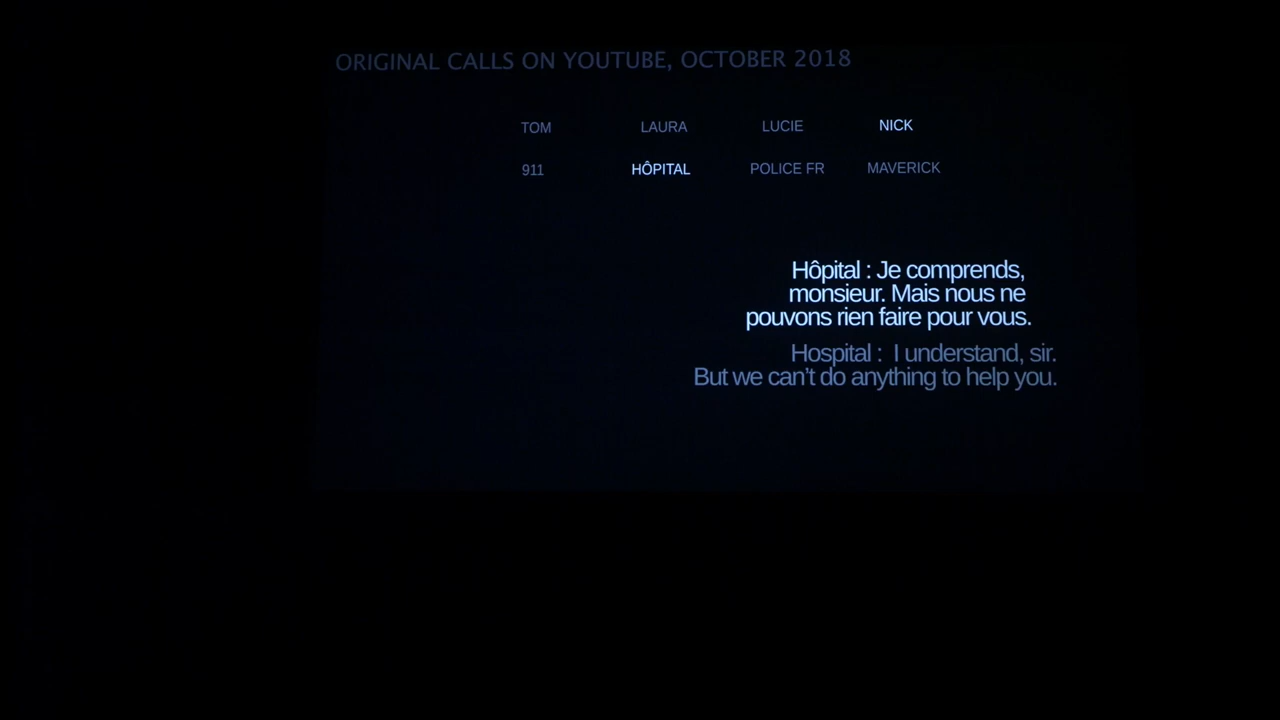 ORIGINAL CALLS ON YOUTUBE, OCTOBER 2018
TOM LAURA LUCIE NICK
911 HÔPITAL POLICE FR MAVERICK
Hôpital : Je comprends,
monsieur. Mais nous ne
pouvons rien faire pour vous.
Hospital : I understand, sir.
But we can't do anything to help you.